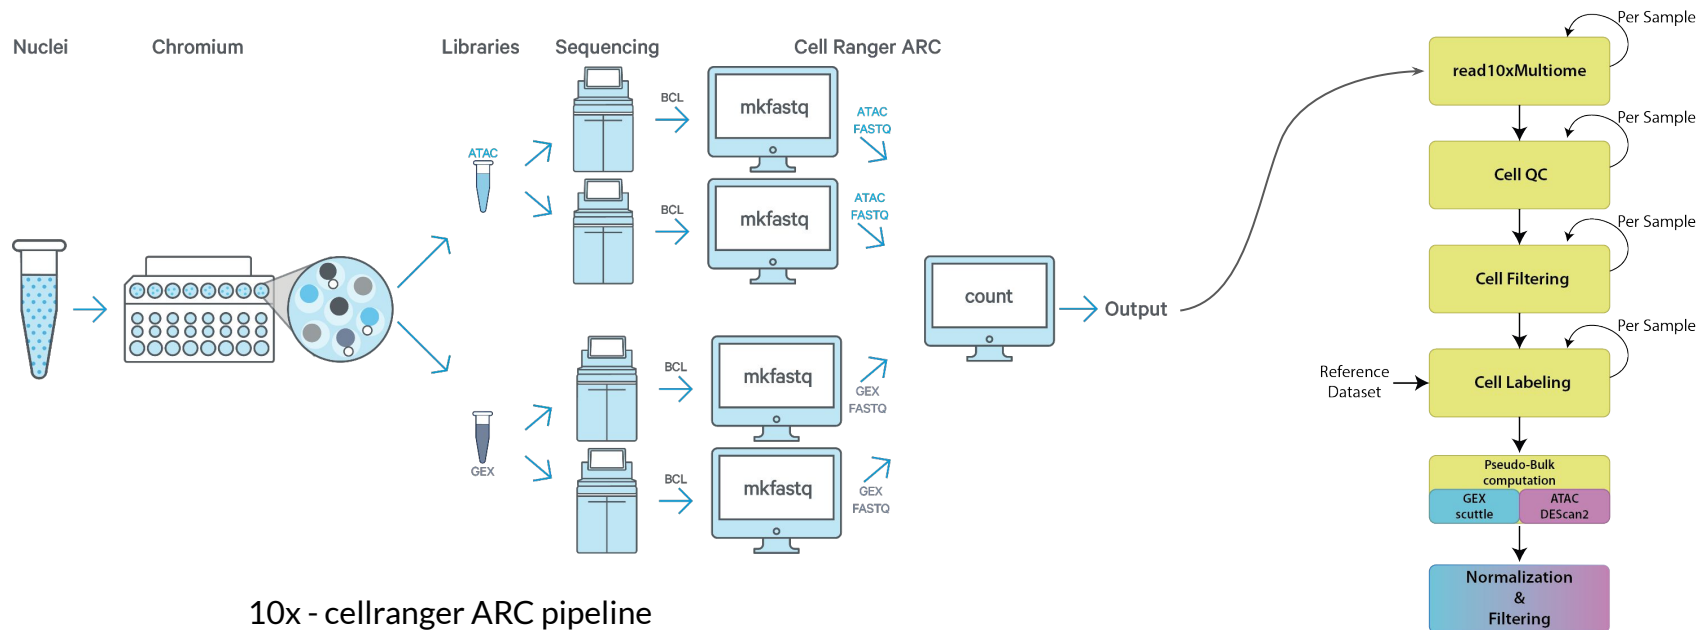 Nuclei
Chromium
Libraries
Sequencing
Cell Ranger ARC
ATAC
BCL
mkfastq
ATAC
FASTQ
BCL
mkfastq
ATAC
FASTQ
BCL
mkfastq
GEX
FASTQ
GEX
BCL
mkfastq
GEX
FASTQ
count
Output
10x - cellranger ARC pipeline
Per Sample
read10xMultiome
Per Sample
Cell QC
Per Sample
Cell Filtering
Per Sample
Reference
Dataset
Cell Labeling
Pseudo-Bulk
computation
GEX
scuttle
ATAC
DEScan2
Normalization
&
Filtering